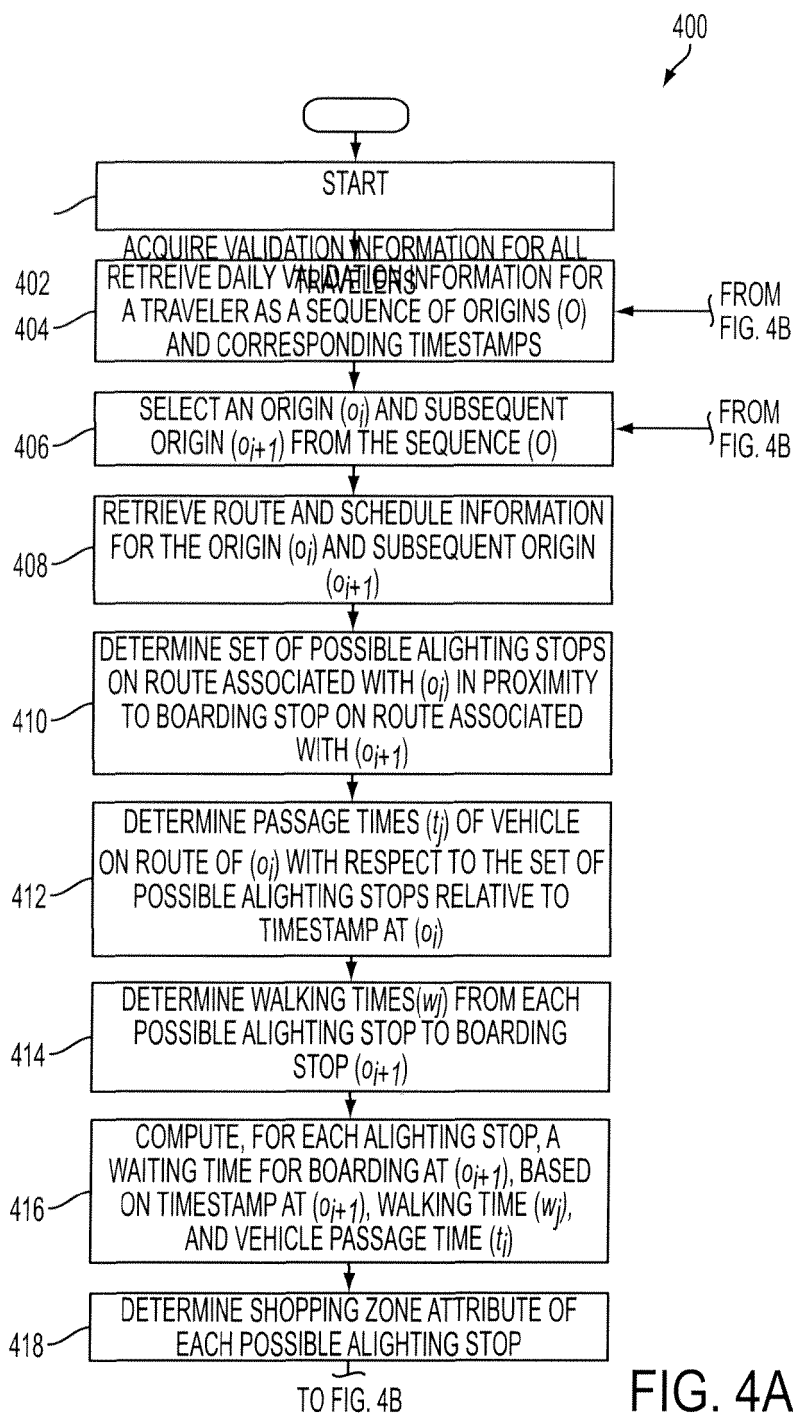 400
START
ACQUIRE VALIDATION INFORMATION FOR ALL
TRAVELERS
402
RETREIVE DAILY VALIDATION INFORMATION FOR
A TRAVELER AS A SEQUENCE OF ORIGINS (O)
AND CORRESPONDING TIMESTAMPS
404
FROM
FIG. 4B
SELECT AN ORIGIN (oi) AND SUBSEQUENT
ORIGIN (oi+1) FROM THE SEQUENCE (O)
406
FROM
FIG. 4B
RETRIEVE ROUTE AND SCHEDULE INFORMATION
FOR THE ORIGIN (oi) AND SUBSEQUENT ORIGIN
(oi+1)
408
DETERMINE SET OF POSSIBLE ALIGHTING STOPS
ON ROUTE ASSOCIATED WITH (oi) IN PROXIMITY
TO BOARDING STOP ON ROUTE ASSOCIATED
WITH (oi+1)
410
DETERMINE PASSAGE TIMES (tj) OF VEHICLE
ON ROUTE OF (oi) WITH RESPECT TO THE SET OF
POSSIBLE ALIGHTING STOPS RELATIVE TO
TIMESTAMP AT (oi)
412
DETERMINE WALKING TIMES(wj) FROM EACH
POSSIBLE ALIGHTING STOP TO BOARDING
STOP (oi+1)
414
COMPUTE, FOR EACH ALIGHTING STOP, A
WAITING TIME FOR BOARDING AT (oi+1), BASED
ON TIMESTAMP AT (oi+1), WALKING TIME (wj),
AND VEHICLE PASSAGE TIME (ti)
416
DETERMINE SHOPPING ZONE ATTRIBUTE OF
EACH POSSIBLE ALIGHTING STOP
418
TO FIG. 4B
FIG. 4A